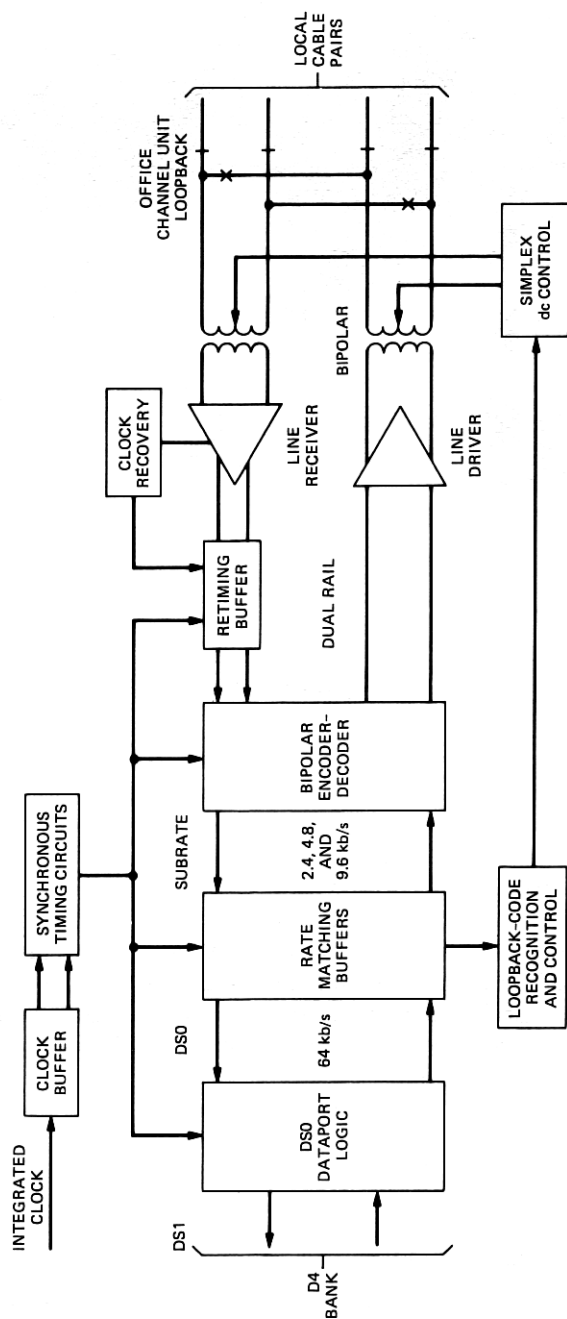 INTEGRATED
CLOCK
CLOCK
BUFFER
SYNCHRONOUS
TIMING CIRCUITS
CLOCK
RECOVERY
OFFICE
CHANNEL UNIT
LOOPBACK
LOCAL
CABLE
PAIRS
DS1
DS0
SUBRATE
RETIMING
BUFFER
LINE
RECEIVER
D4
BANK
DS0
DATAPORT
LOGIC
64 kb/s
RATE
MATCHING
BUFFERS
2.4, 4.8,
AND
9.6 kb/s
BIPOLAR
ENCODER–
DECODER
DUAL RAIL
BIPOLAR
LINE
DRIVER
LOOPBACK–CODE
RECOGNITION
AND CONTROL
SIMPLEX
dc CONTROL